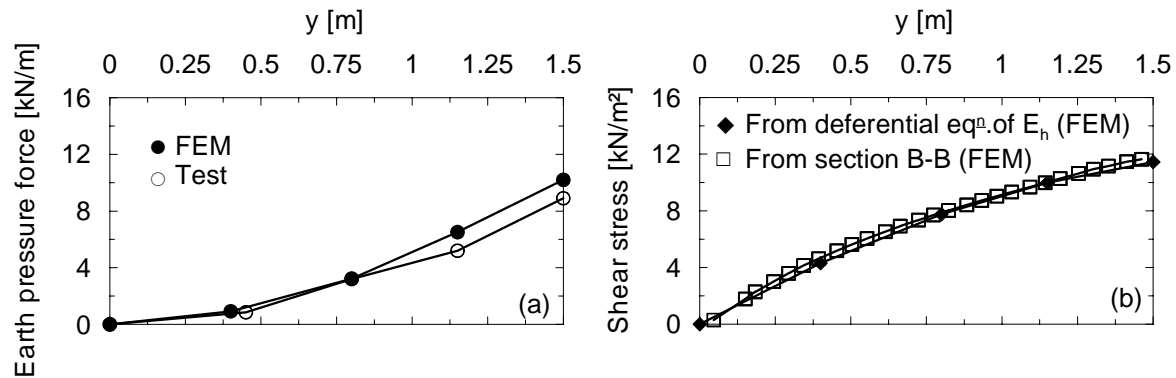 y [m]
0 0.25 0.5 0.75 1 1.25 1.5
Earth pressure force [kN/m]
16
12
8
4
0
FEM
Test
(a)
y [m]
0 0.25 0.5 0.75 1 1.25 1.5
Shear stress [kN/m²]
16
12
8
4
0
From deferential eqⁿ.of E_h (FEM)
From section B-B (FEM)
(b)